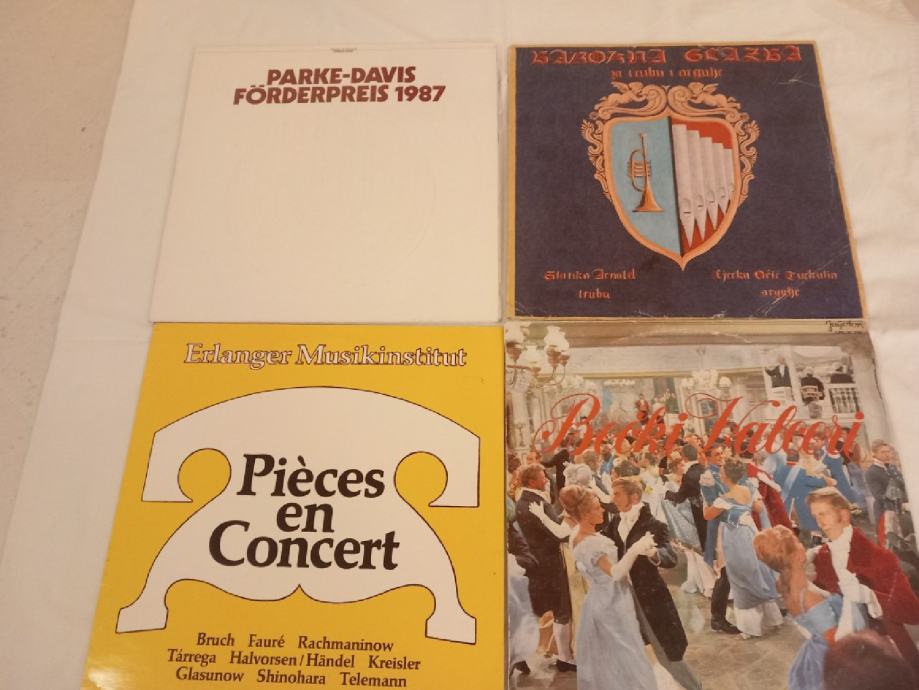 PARKE-DAVIS
FÖRDERPREIS 1987
BAROKNA GLAZBA
za trubu i orgulje
Stanko Arnold
truba
Ljerka Očić Turkulin
orgulje
Erlanger Musikinstitut
Pièces
en
Concert
Bruch Fauré Rachmaninow
Tárrega Halvorsen/Händel Kreisler
Glasunow Shinohara Telemann
Bečki Valceri